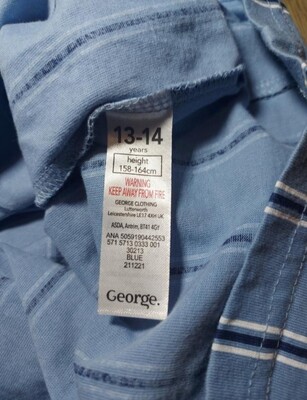 13-14
years
height
158-164cm
WARNING
KEEP AWAY FROM FIRE
GEORGE CLOTHING
Lutterworth
Leicestershire LE17 4XH UK
ASDA, Antrim, BT41 4GY
ANA 5059190442553
571 5713 0333 001
30213
BLUE
211221
George.